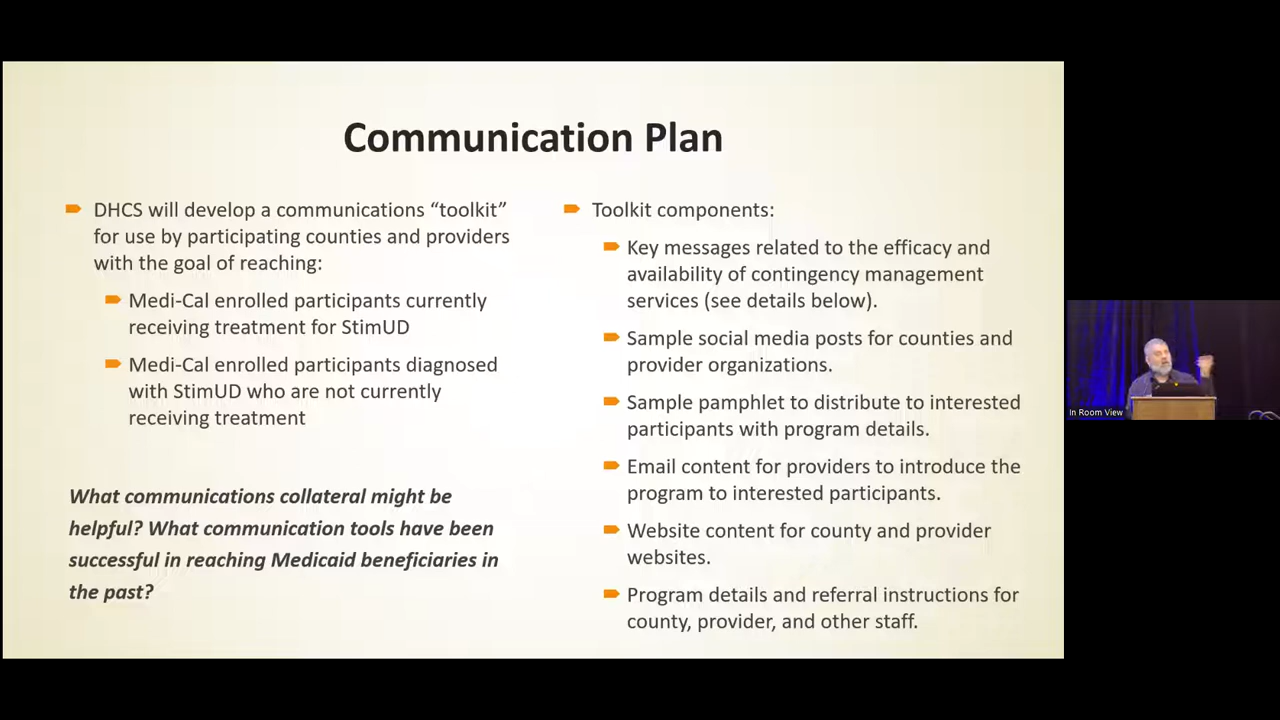 Communication Plan
DHCS will develop a communications “toolkit”
for use by participating counties and providers
with the goal of reaching:
Medi-Cal enrolled participants currently
receiving treatment for StimUD
Medi-Cal enrolled participants diagnosed
with StimUD who are not currently
receiving treatment
What communications collateral might be
helpful? What communication tools have been
successful in reaching Medicaid beneficiaries in
the past?
Toolkit components:
Key messages related to the efficacy and
availability of contingency management
services (see details below).
Sample social media posts for counties and
provider organizations.
Sample pamphlet to distribute to interested
participants with program details.
Email content for providers to introduce the
program to interested participants.
Website content for county and provider
websites.
Program details and referral instructions for
county, provider, and other staff.
In Room View